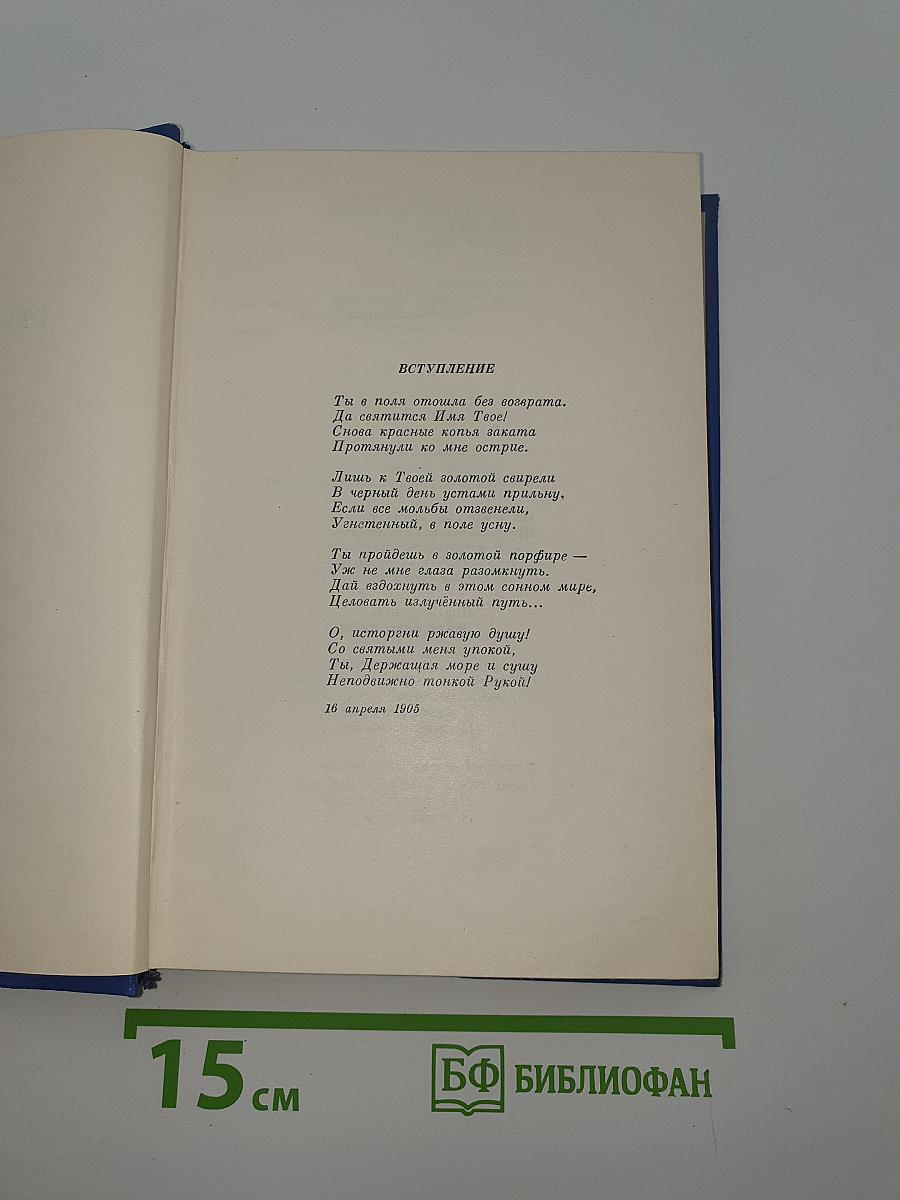 ВСТУПЛЕНИЕ
Ты в поля отошла без возврата.
Да святится Имя Твое!
Снова красные копья заката
Протянули ко мне острие.
Лишь к Твоей золотой свирели
В черный день устами прильну,
Если все мольбы отзвенели,
Угнетенный, в поле усну.
Ты пройдешь в золотой порфире —
Уж не мне глаза разомкнуть.
Дай вздохнуть в этом сонном мире,
Целовать излучённый путь...
О, исторгни ржавую душу!
Со святыми меня упокой,
Ты, Держащая море и сушу
Неподвижно тонкой Рукой!
16 апреля 1905
15 см
БФ БИБЛИОФАН